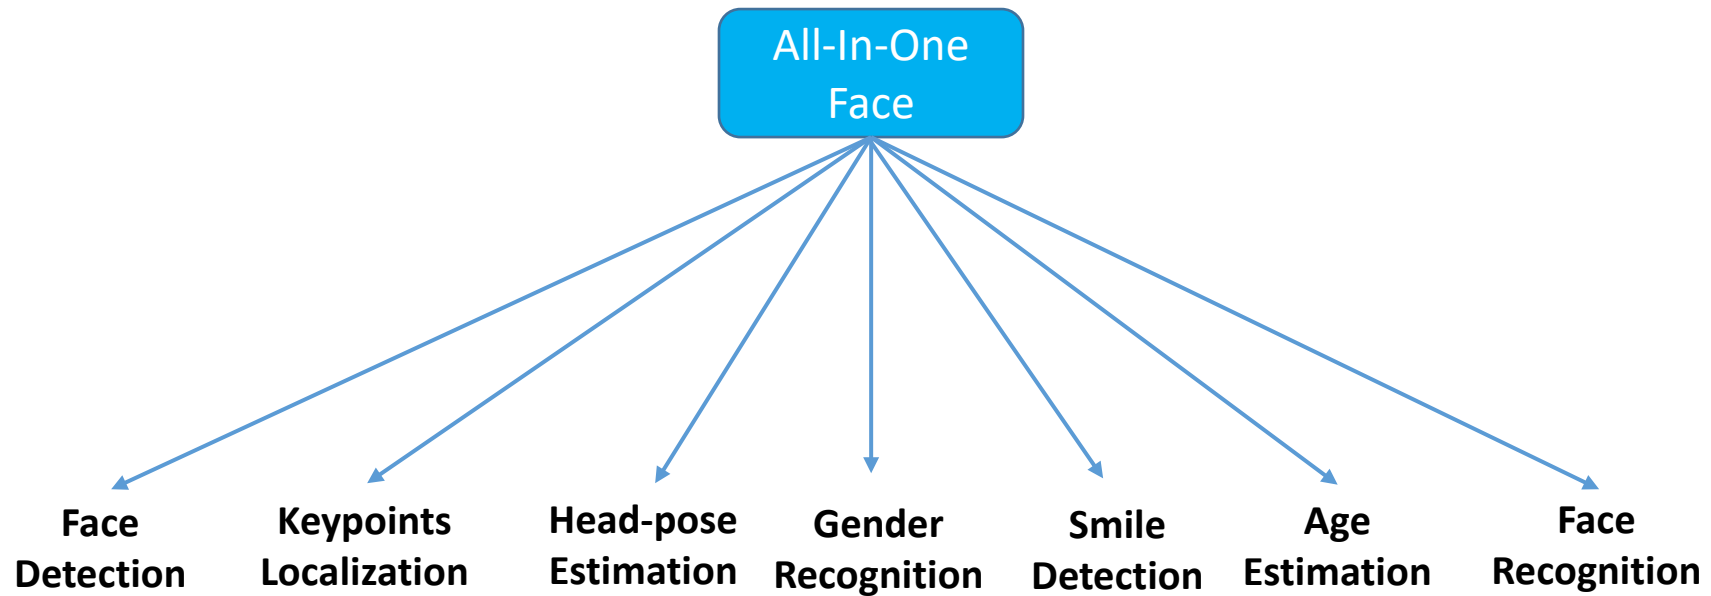 All-In-One
Face
Face
Detection
Keypoints
Localization
Head-pose
Estimation
Gender
Recognition
Smile
Detection
Age
Estimation
Face
Recognition